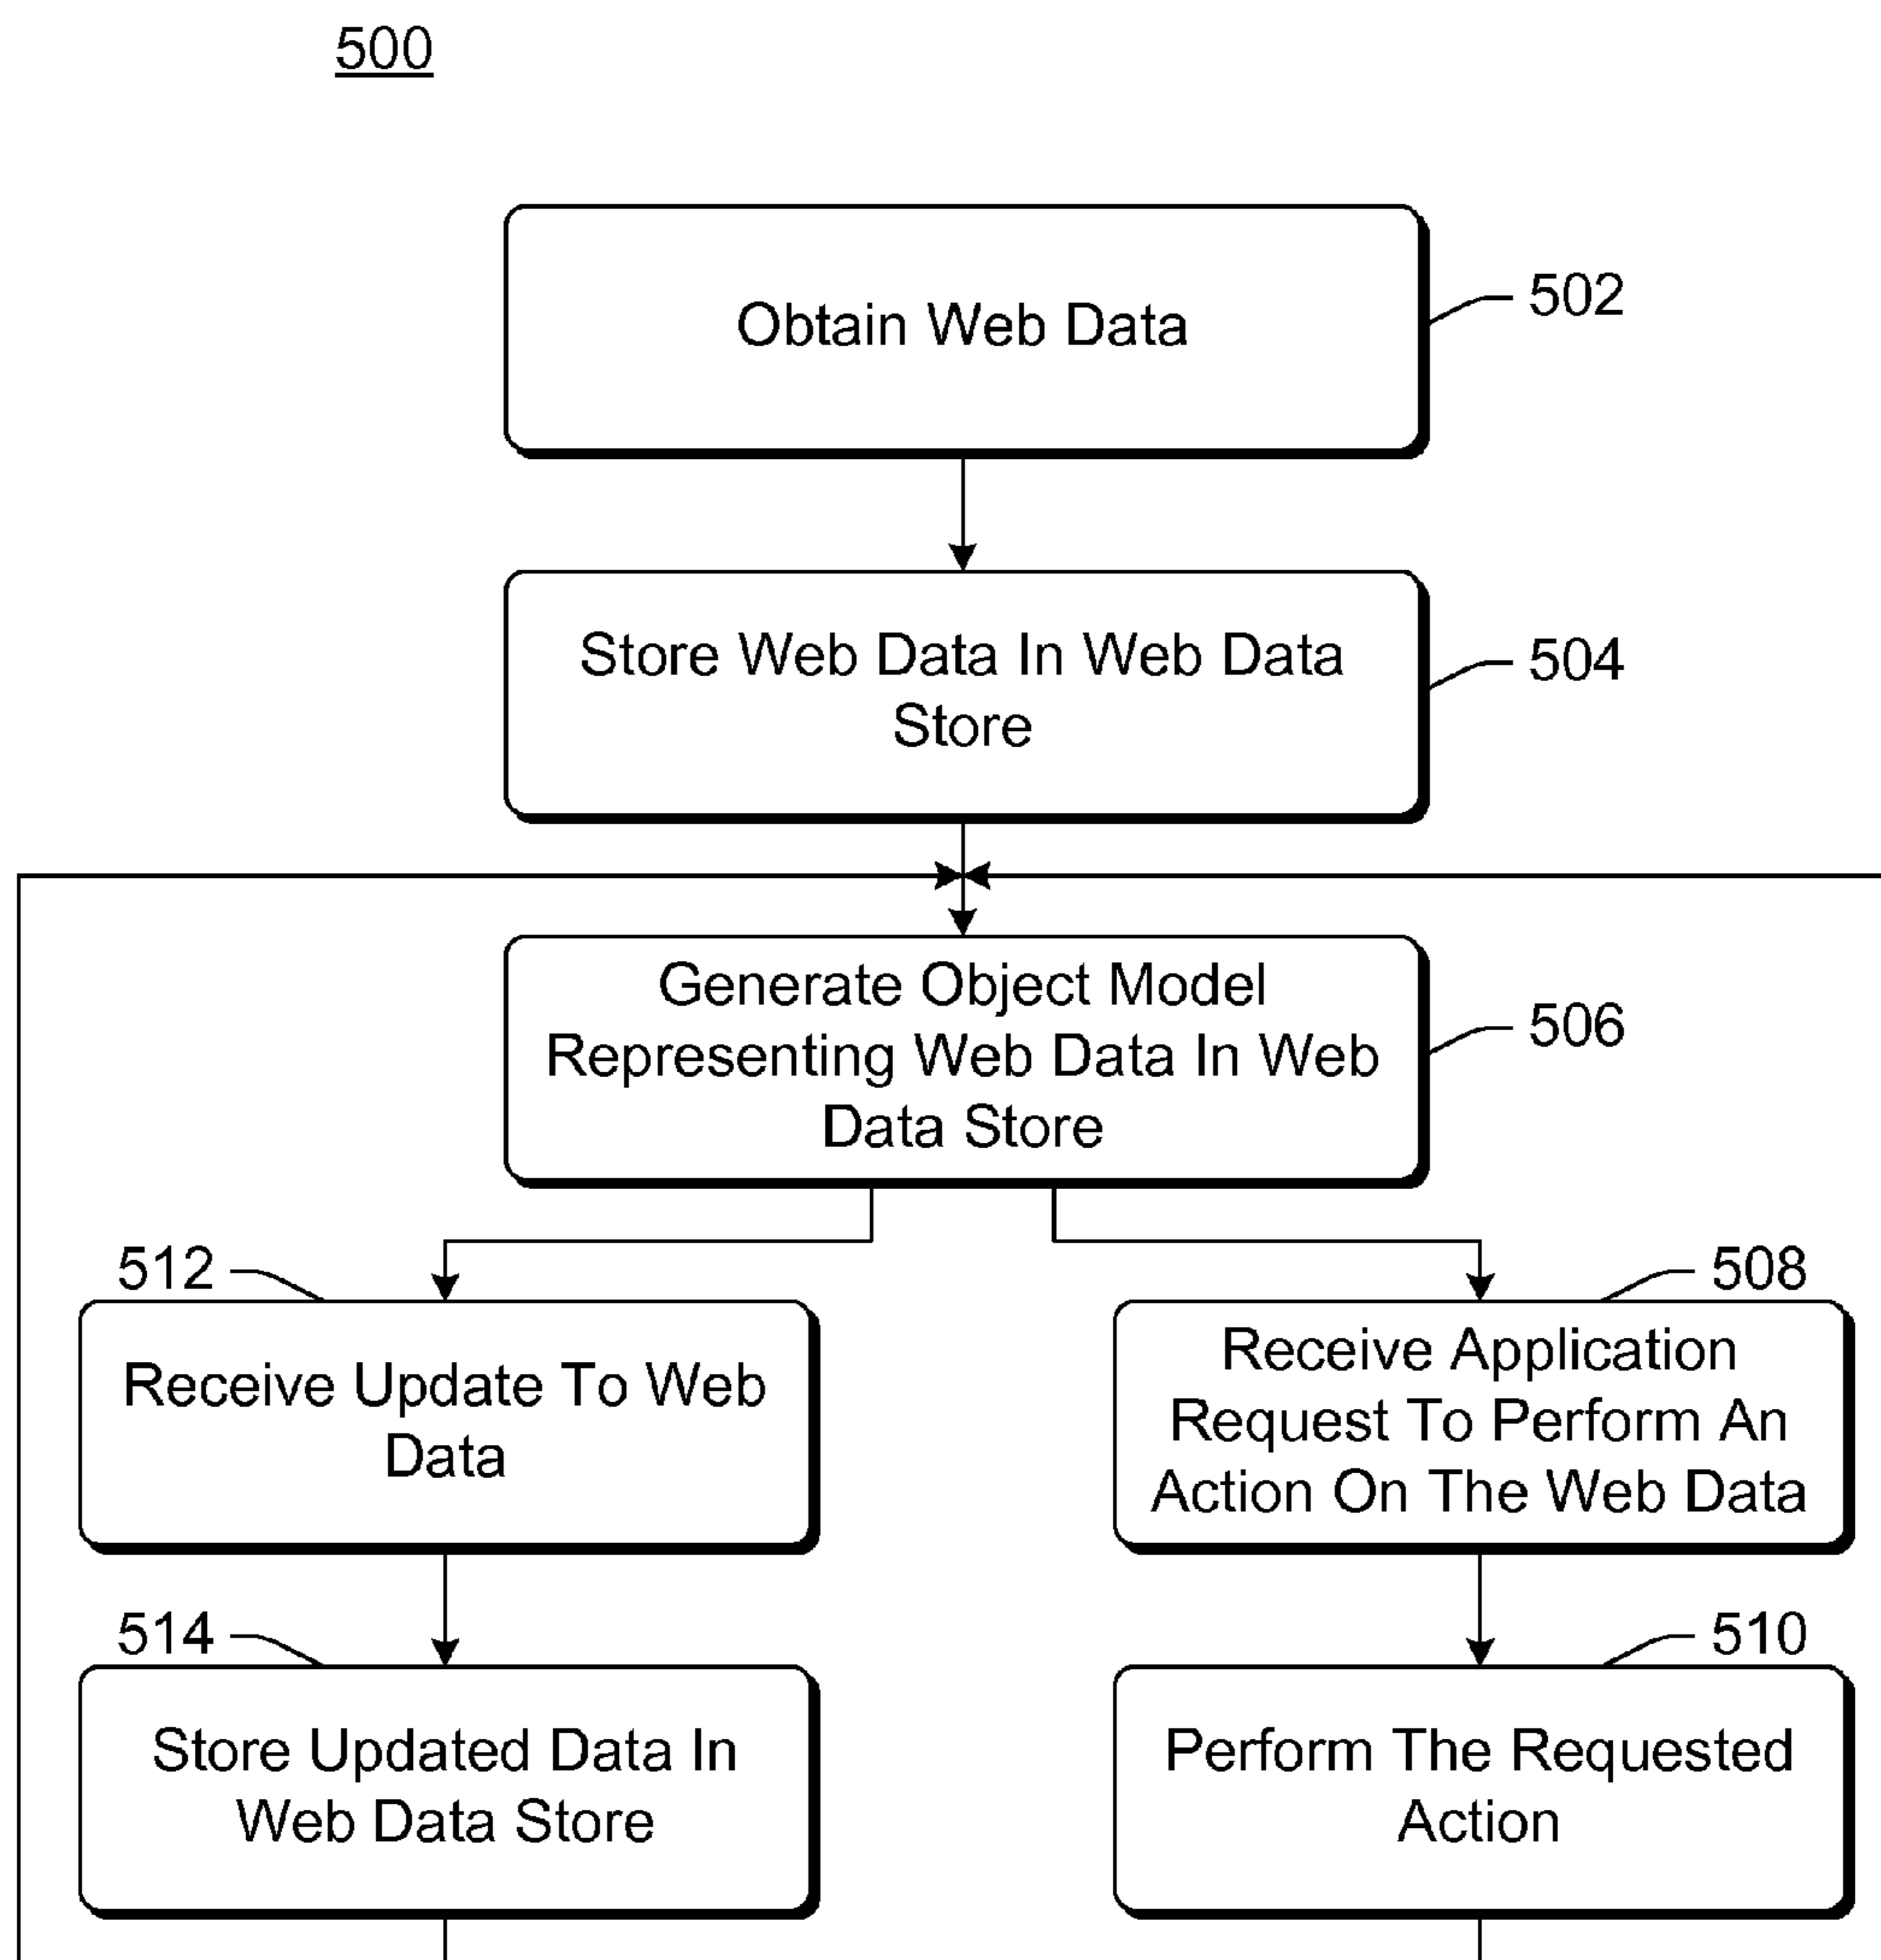 500
Obtain Web Data
502
Store Web Data In Web Data
Store
504
Generate Object Model
Representing Web Data In Web
Data Store
506
512
508
Receive Update To Web
Data
Receive Application
Request To Perform An
Action On The Web Data
514
510
Store Updated Data In
Web Data Store
Perform The Requested
Action